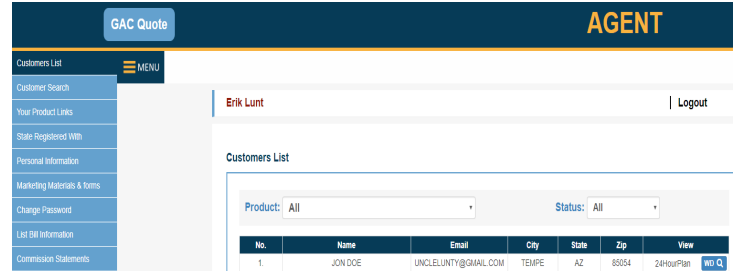 GAC Quote
AGENT
Customers List
MENU
Customer Search
Your Product Links
State Registered With
Personal Information
Marketing Materials & forms
Change Password
List Bill Information
Commission Statements
Erik Lunt | Logout
Customers List
Product: All Status: All
No. Name Email City State Zip View
1. JON DOE UNCLELUNTY@GMAIL.COM TEMPE AZ 85054 24HourPlan WD